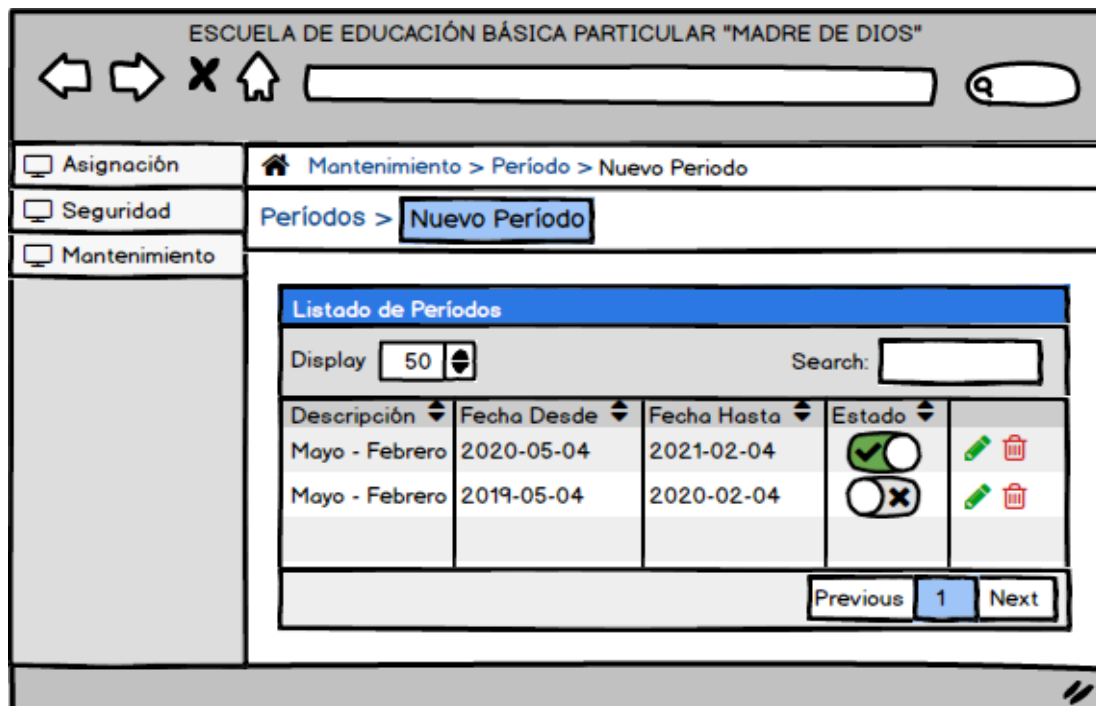 ESCUELA DE EDUCACIÓN BÁSICA PARTICULAR "MADRE DE DIOS"
Asignación
Seguridad
Mantenimiento
Mantenimiento > Período > Nuevo Periodo
Períodos > Nuevo Período
Listado de Períodos
Display 50 Search:
Descripción Fecha Desde Fecha Hasta Estado
Mayo - Febrero 2020-05-04 2021-02-04
Mayo - Febrero 2019-05-04 2020-02-04
Previous 1 Next